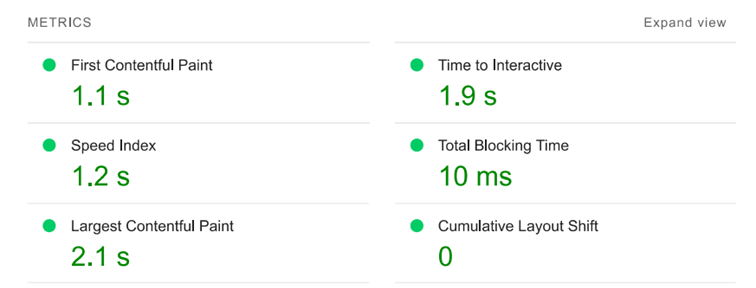 METRICS
Expand view
First Contentful Paint
1.1 s
Time to Interactive
1.9 s
Speed Index
1.2 s
Total Blocking Time
10 ms
Largest Contentful Paint
2.1 s
Cumulative Layout Shift
0